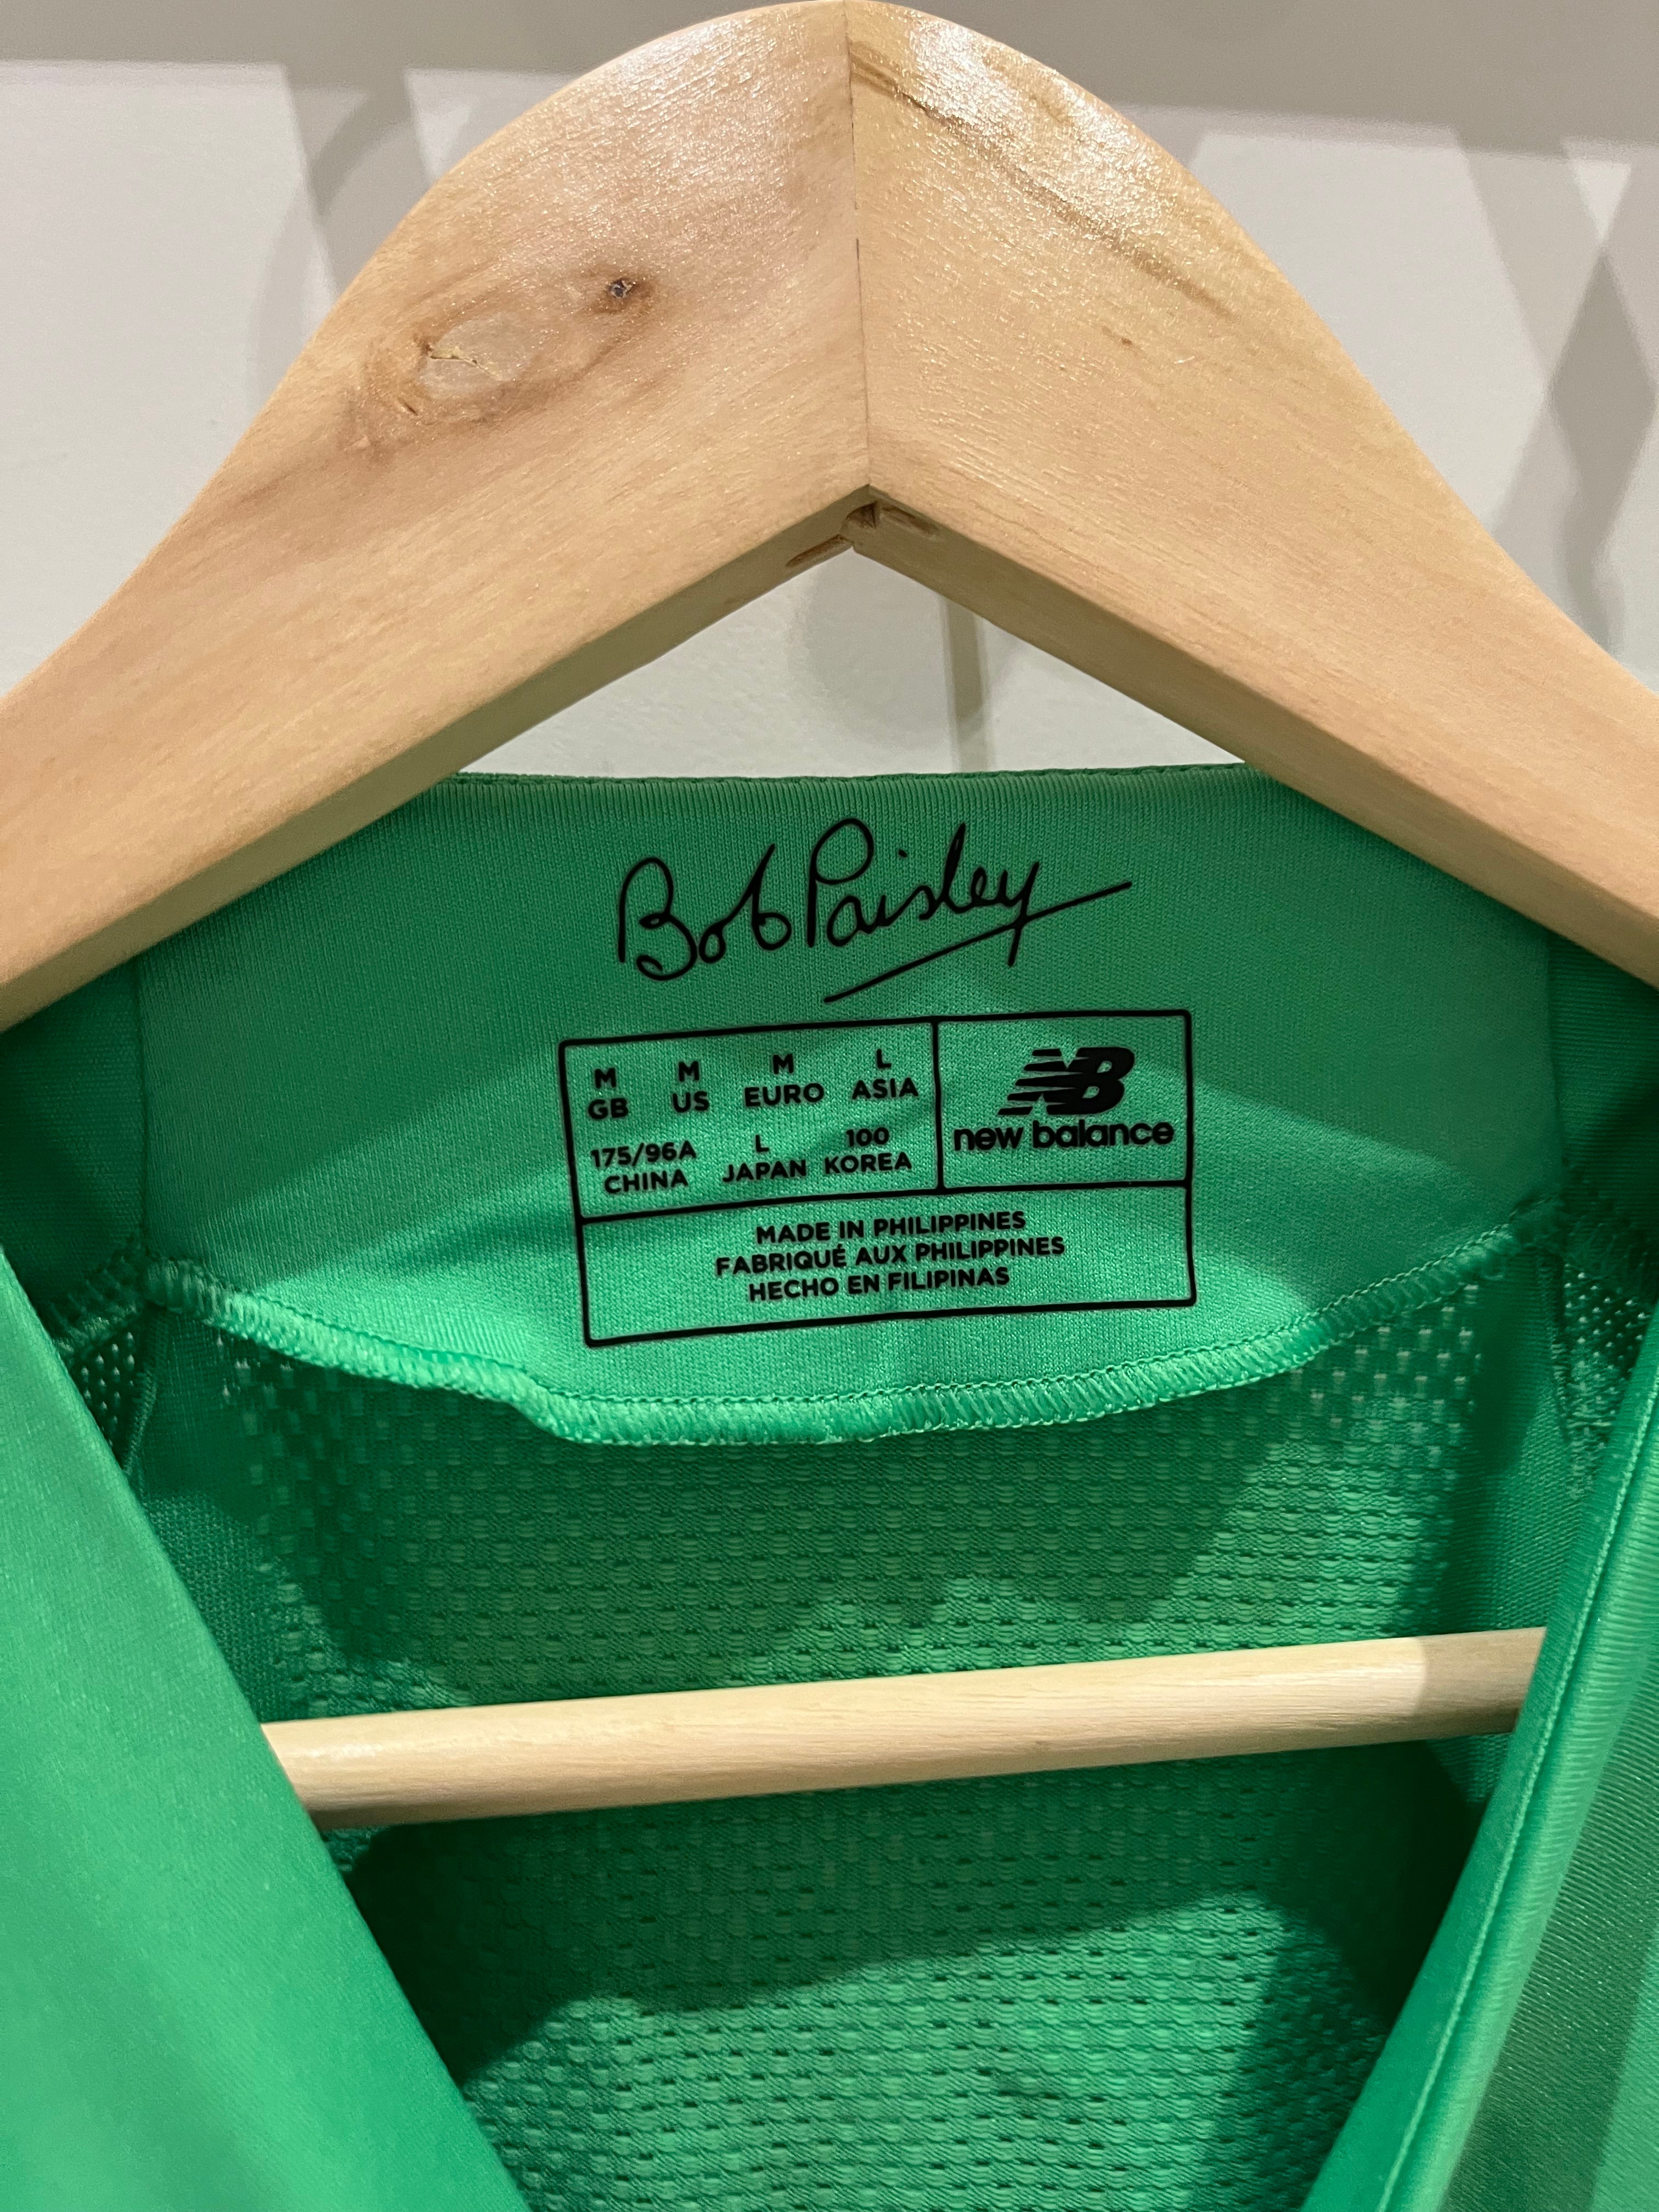 Bob Paisley
M M M L
GB US EURO ASIA
175/96A L 100
CHINA JAPAN KOREA
NB
new balance
MADE IN PHILIPPINES
FABRIQUÉ AUX PHILIPPINES
HECHO EN FILIPINAS